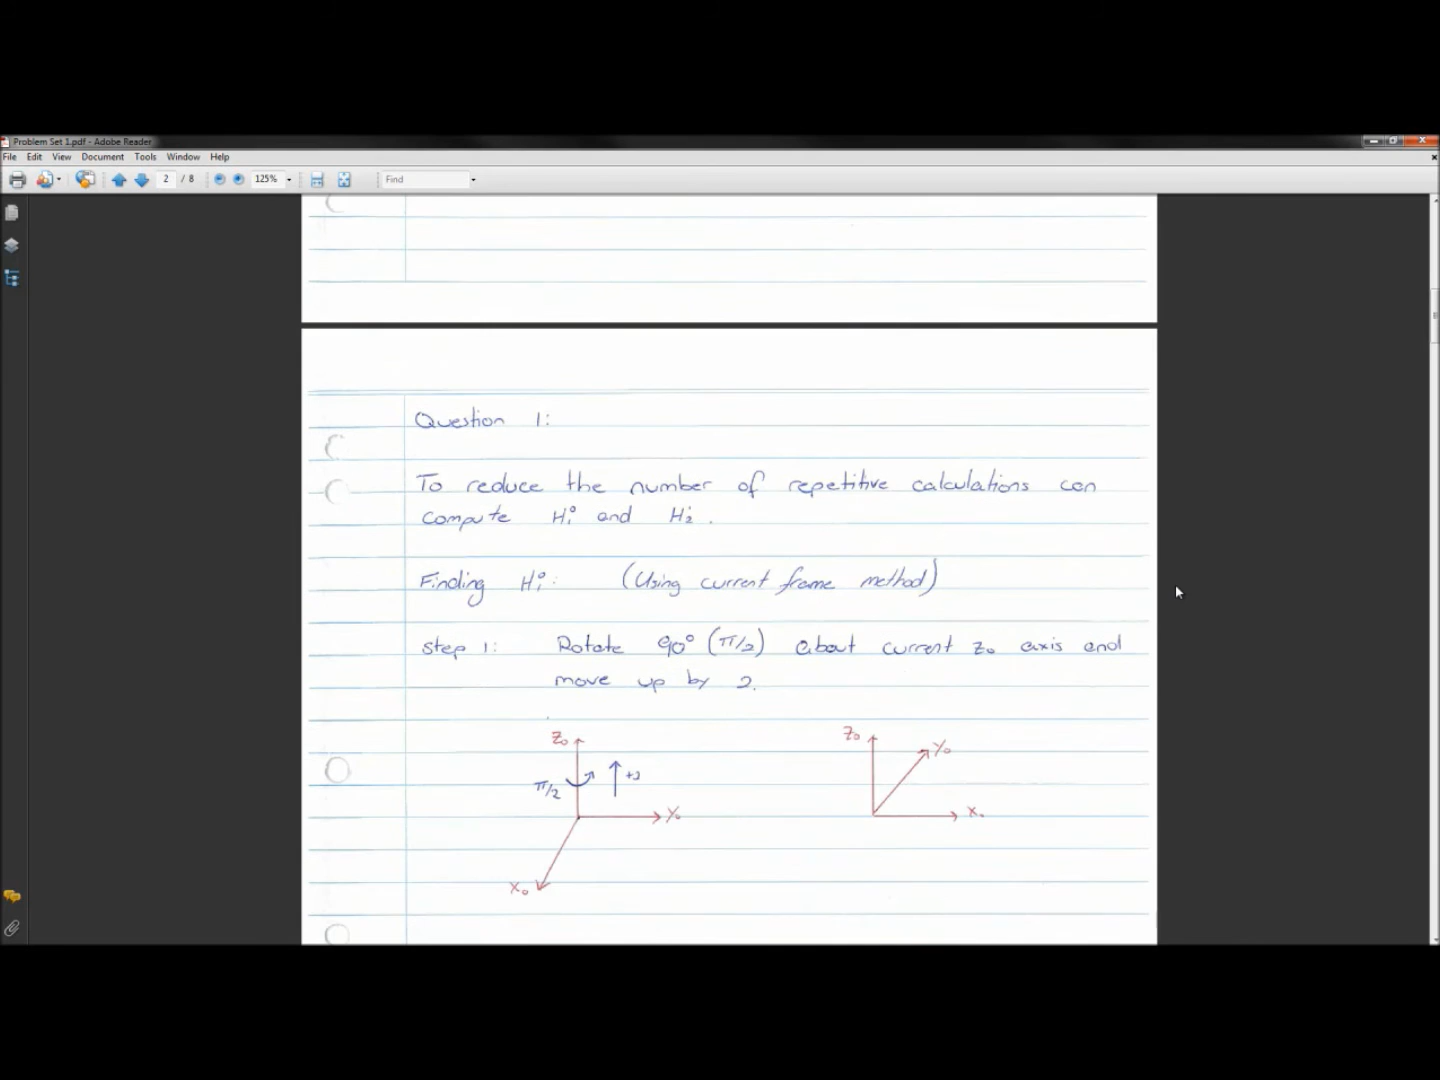 Problem Set 1.pdf - Adobe Reader
File Edit View Document Tools Window Help
2 / 8 125% Find
Question 1:
To reduce the number of repetitive calculations can
compute H₁⁰ and H₂¹.
Finding H₁⁰: (Using current frame method)
Step 1: Rotate 90° (π/2) about current z₀ axis and
move up by 2.
Z₀ Z₀ Y₀
π/2 +2
Y₀ X₀
X₀